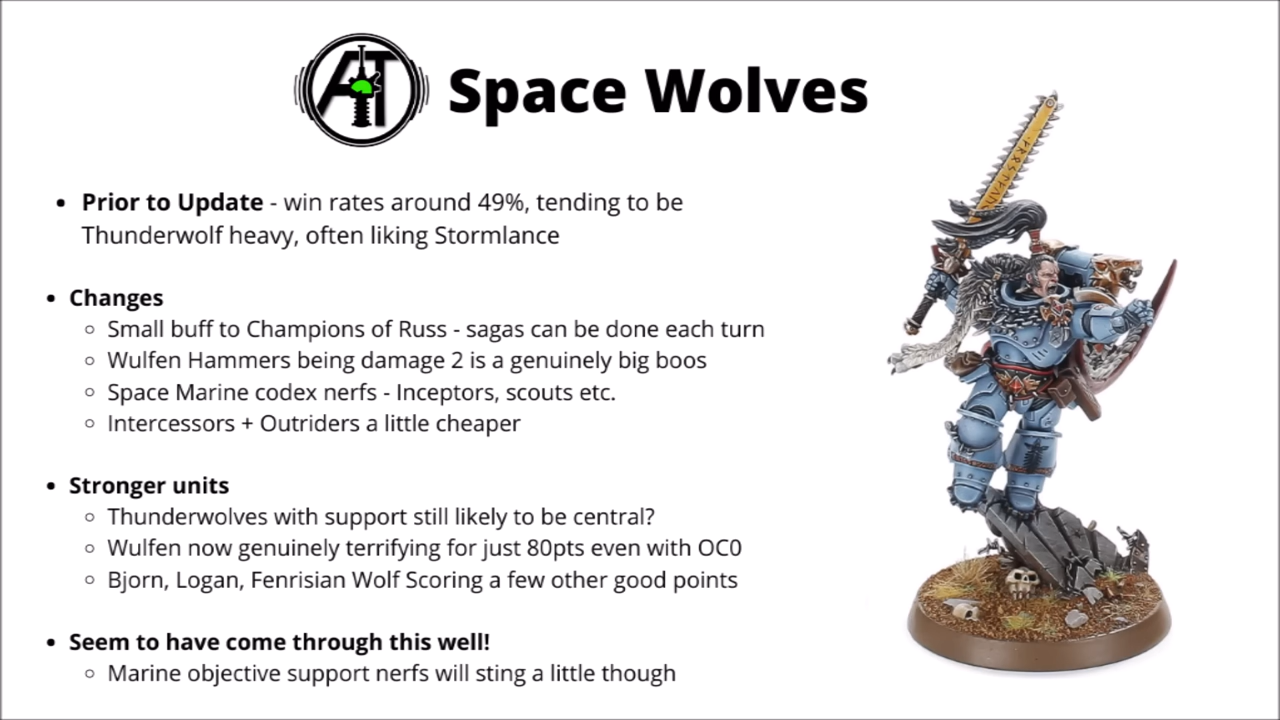 AT
Space Wolves
• Prior to Update - win rates around 49%, tending to be
Thunderwolf heavy, often liking Stormlance
• Changes
◦ Small buff to Champions of Russ - sagas can be done each turn
◦ Wulfen Hammers being damage 2 is a genuinely big boos
◦ Space Marine codex nerfs - Inceptors, scouts etc.
◦ Intercessors + Outriders a little cheaper
• Stronger units
◦ Thunderwolves with support still likely to be central?
◦ Wulfen now genuinely terrifying for just 80pts even with OC0
◦ Bjorn, Logan, Fenrisian Wolf Scoring a few other good points
• Seem to have come through this well!
◦ Marine objective support nerfs will sting a little though